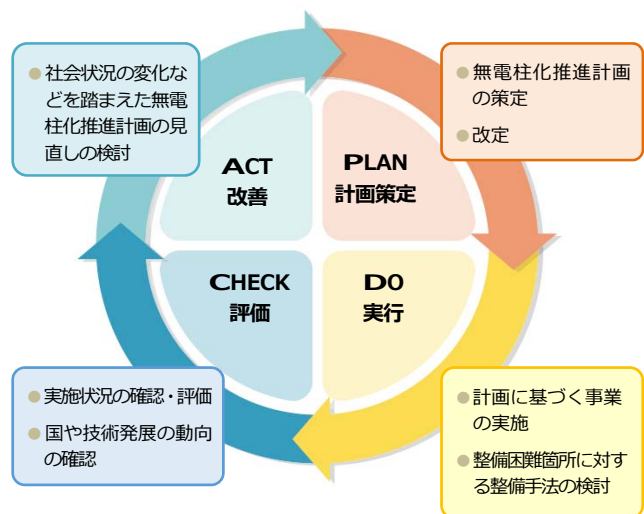 社会状況の変化な
どを踏まえた無電
柱化推進計画の見
直しの検討
無電柱化推進計画
の策定
改定
ACT
改善
PLAN
計画策定
CHECK
評価
DO
実行
実施状況の確認・評価
国や技術発展の動向
の確認
計画に基づく事業
の実施
整備困難箇所に対す
る整備手法の検討